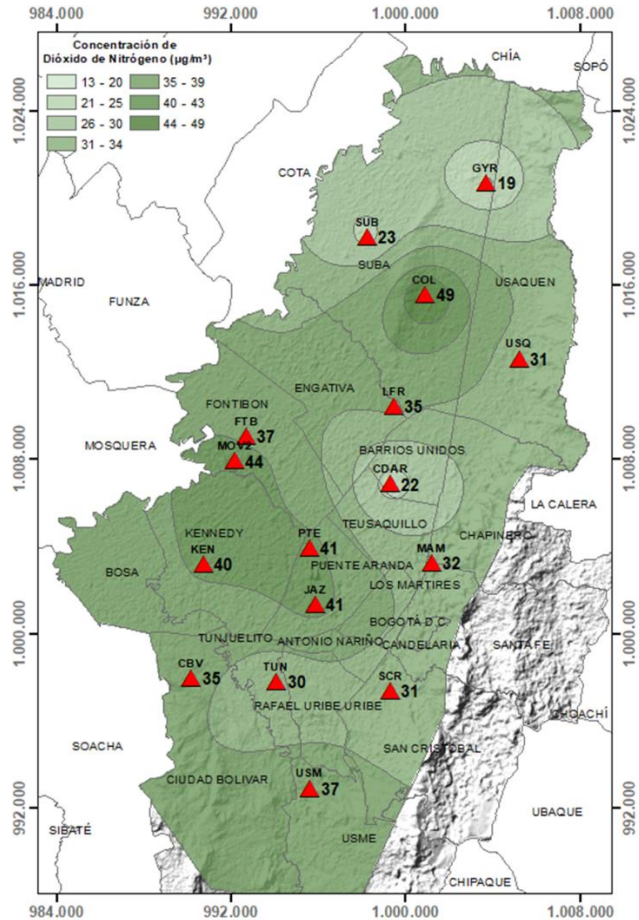 984.000 992.000 1.000.000 1.008.000
Concentración de
Dióxido de Nitrógeno (µg/m³)
13 - 20 35 - 39
21 - 25 40 - 43
26 - 30 44 - 49
31 - 34
CHÍA
SOPÓ
1.024.000 1.024.000
COTA
GYR
19
SUB
23
SUBA
COL
49
USAQUEN
1.016.000 1.016.000
MADRID
FUNZA
USQ
31
ENGATIVA
LFR
35
FONTIBON
FTB
37
MOSQUERA
MOV2
44
BARRIOS UNIDOS
1.008.000 1.008.000
CDAR
22
LA CALERA
TEUSAQUILLO
CHAPINERO
KENNEDY
PTE
41
KEN
40
MAM
32
PUENTE ARANDA
BOSA
LOS MARTIRES
JAZ
41
BOGOTÁ D.C
1.000.000 1.000.000
TUNJUELITO
ANTONIO NARIÑO
CANDELARIA
SANTA FE
CBV
35
TUN
30
SCR
31
RAFAEL URIBE URIBE
CHOACHÍ
SOACHA
SAN CRISTOBAL
CIUDAD BOLIVAR
USM
37
992.000 992.000
UBAQUE
SIBATÉ
USME
CHIPAQUE
984.000 992.000 1.000.000 1.008.000